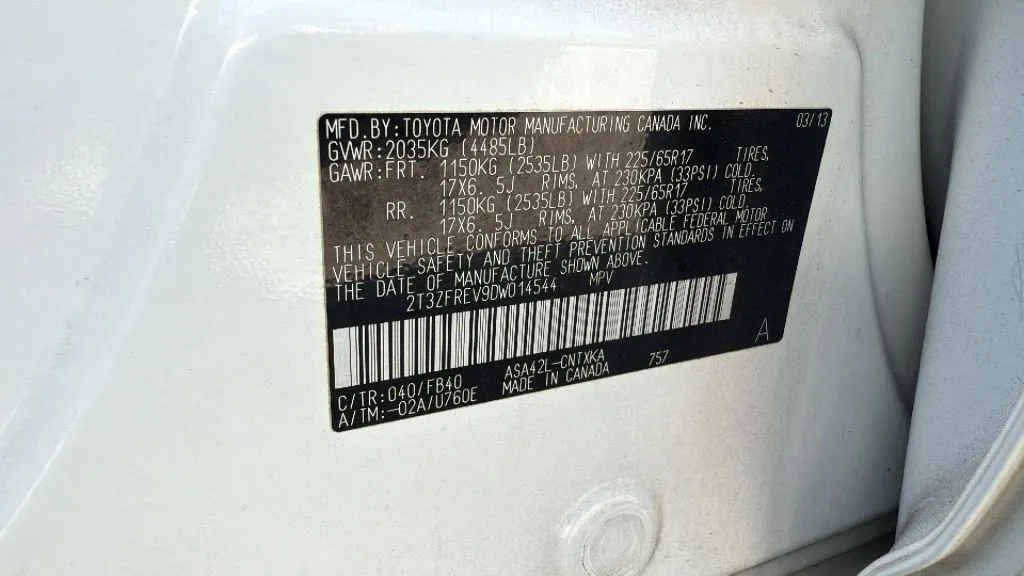 MFD.BY:TOYOTA MOTOR MANUFACTURING CANADA INC. 03/13
GVWR:2035KG (4485LB)
GAWR:FRT. 1150KG (2535LB) WITH 225/65R17 TIRES,
17X6.5J RIMS, AT 230KPA (33PSI) COLD.
RR. 1150KG (2535LB) WITH 225/65R17 TIRES,
17X6.5J RIMS, AT 230KPA (33PSI) COLD.
THIS VEHICLE CONFORMS TO ALL APPLICABLE FEDERAL MOTOR
VEHICLE SAFETY AND THEFT PREVENTION STANDARDS IN EFFECT ON
THE DATE OF MANUFACTURE SHOWN ABOVE.
2T3ZFREV9DW014544 MPV
A
C/TR:040/FB40 ASA42L-CNTXKA 757
A/TM:-02A/U760E MADE IN CANADA